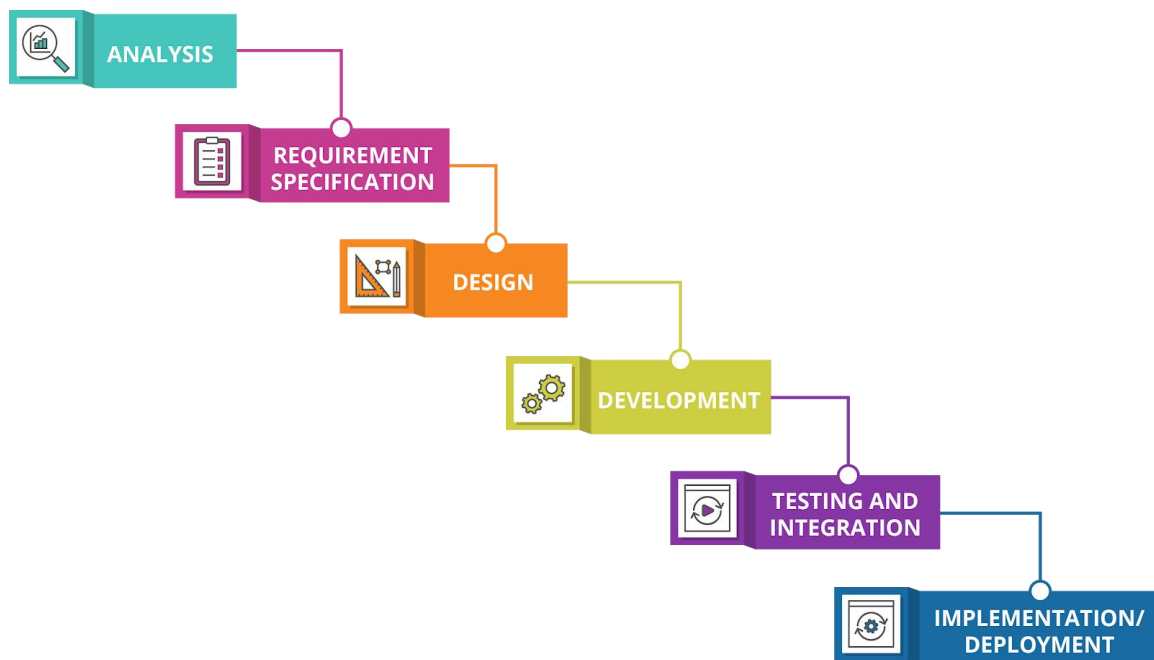 ANALYSIS
REQUIREMENT
SPECIFICATION
DESIGN
DEVELOPMENT
TESTING AND
INTEGRATION
IMPLEMENTATION/
DEPLOYMENT